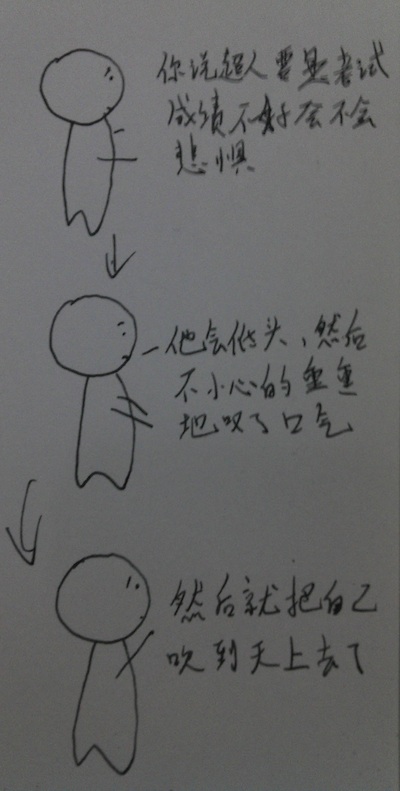 你说超人要是考试
成绩不好会不会
悲惧
他会低头,然后
不小心的重重
地叹了口气
然后就把自己
吹到天上去了